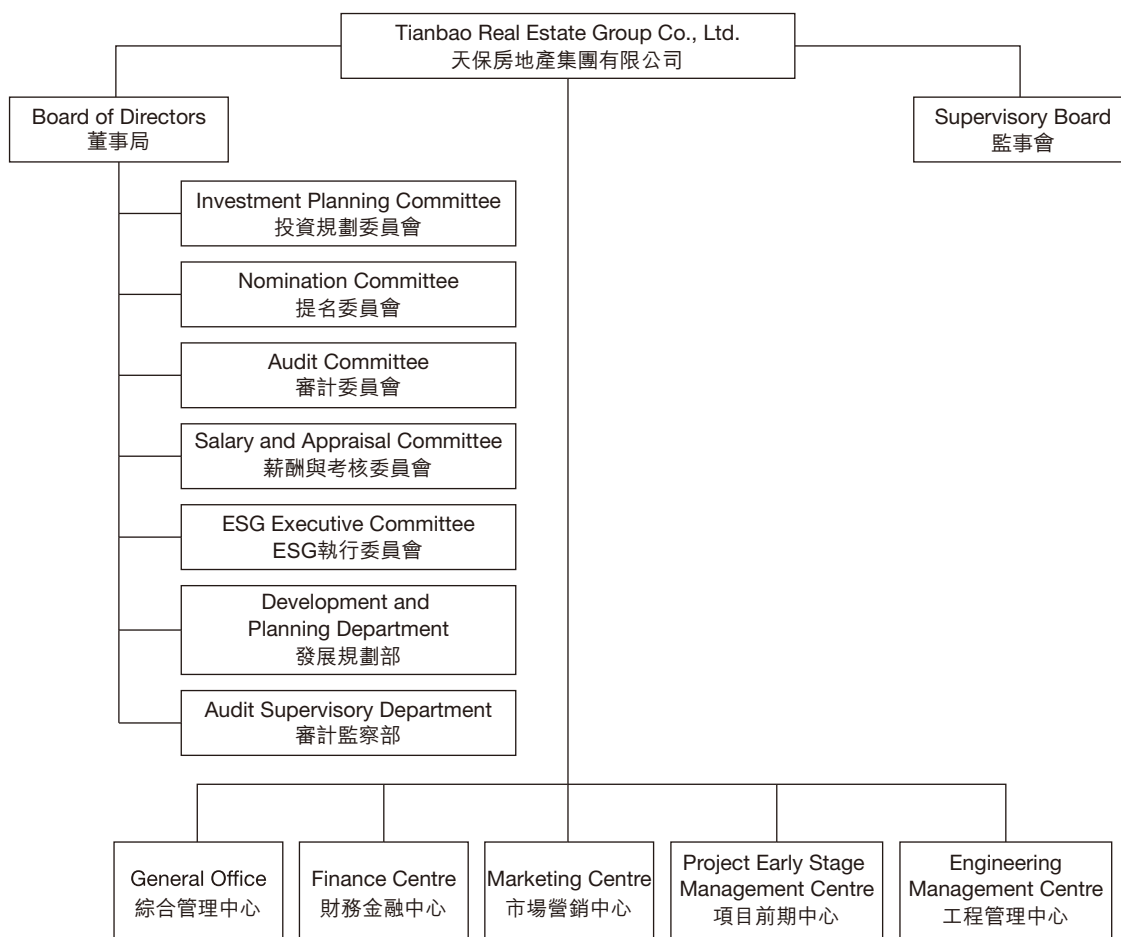 Tianbao Real Estate Group Co., Ltd.
天保房地產集團有限公司
Board of Directors
董事局
Supervisory Board
監事會
Investment Planning Committee
投資規劃委員會
Nomination Committee
提名委員會
Audit Committee
審計委員會
Salary and Appraisal Committee
薪酬與考核委員會
ESG Executive Committee
ESG執行委員會
Development and
Planning Department
發展規劃部
Audit Supervisory Department
審計監察部
General Office
綜合管理中心
Finance Centre
財務金融中心
Marketing Centre
市場營銷中心
Project Early Stage
Management Centre
項目前期中心
Engineering
Management Centre
工程管理中心